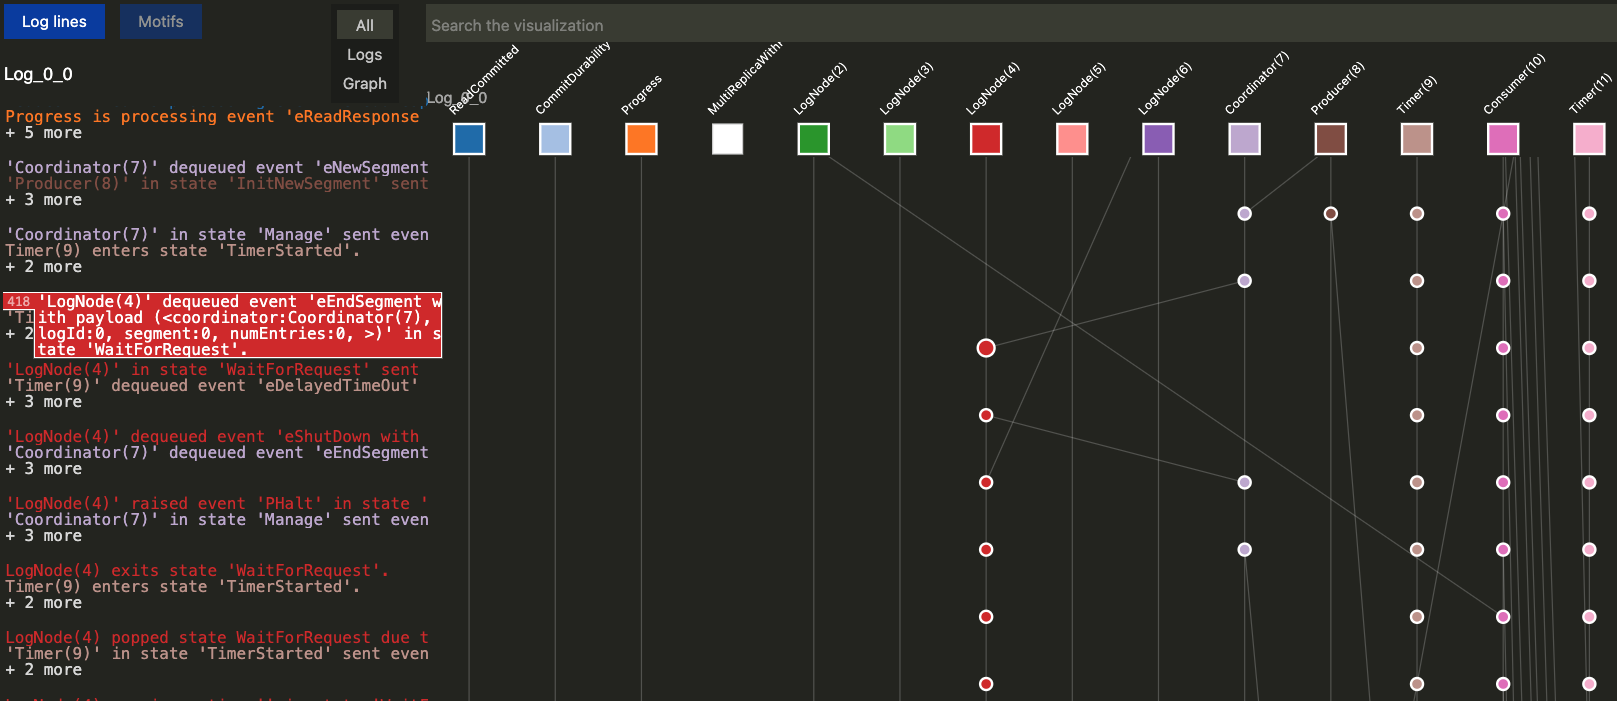 Log lines
Motifs
All
Logs
Graph
Search the visualization
Log_0_0
Log_0_0
ReadCommitted
CommitDurability
Progress
LogNode(2)
LogNode(3)
LogNode(4)
LogNode(5)
LogNode(6)
Coordinator(7)
Producer(8)
Timer(9)
Consumer(10)
Timer(11)
Progress is processing event 'eReadResponse'
+ 5 more
'Coordinator(7)' dequeued event 'eNewSegment
'Producer(8)' in state 'InitNewSegment' sent
+ 3 more
'Coordinator(7)' in state 'Manage' sent even
Timer(9) enters state 'TimerStarted'.
+ 2 more
418 'LogNode(4)' dequeued event 'eEndSegment w
ith payload (<coordinator:Coordinator(7),
logId:0, segment:0, numEntries:0, >)' in s
tate 'WaitForRequest'.
'Ti
+ 2
'LogNode(4)' in state 'WaitForRequest' sent
'Timer(9)' dequeued event 'eDelayedTimeOut'
+ 3 more
'LogNode(4)' dequeued event 'eShutDown with
'Coordinator(7)' dequeued event 'eEndSegment
+ 3 more
'LogNode(4)' raised event 'PHalt' in state '
'Coordinator(7)' in state 'Manage' sent even
+ 3 more
LogNode(4) exits state 'WaitForRequest'.
Timer(9) enters state 'TimerStarted'.
+ 2 more
LogNode(4) popped state WaitForRequest due t
'Timer(9)' in state 'TimerStarted' sent even
+ 2 more